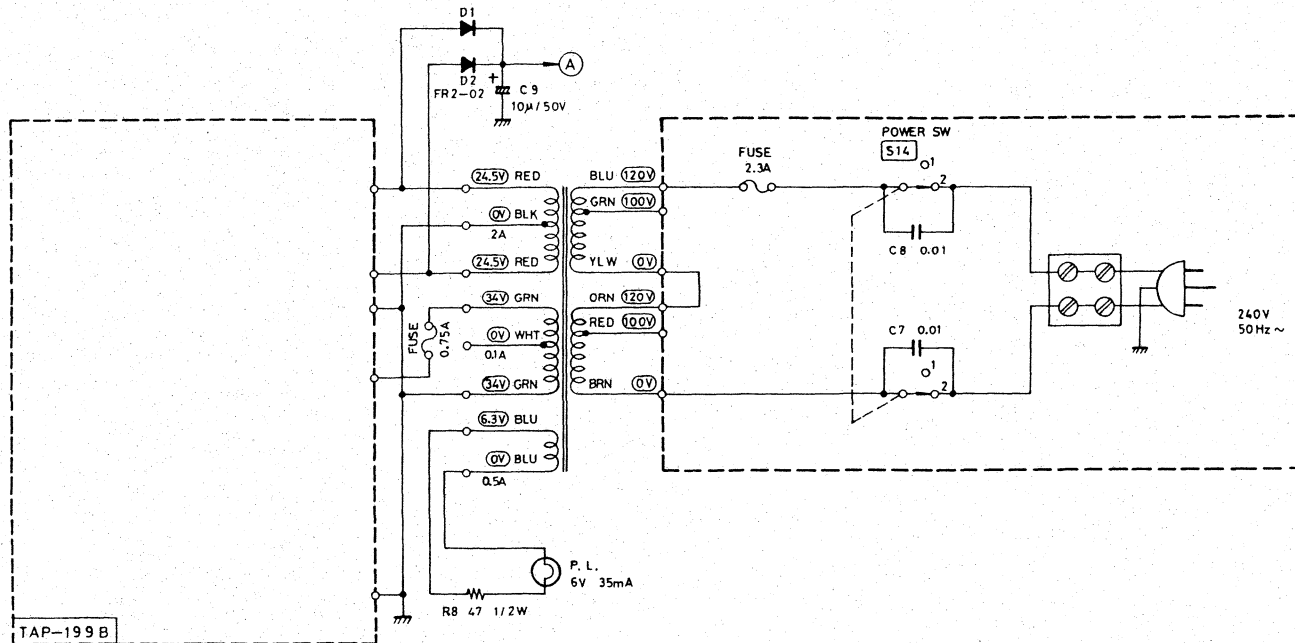 D1
D2
FR2-02
+
C9
10μ/50V
A
POWER SW
S14
FUSE
2.3A
1
2
C8 0.01
24.5V RED
0V BLK
2A
24.5V RED
34V GRN
FUSE
0.75A
0V WHT
0.1A
34V GRN
6.3V BLU
0V BLU
0.5A
BLU 120V
GRN 100V
YLW 0V
ORN 120V
RED 100V
BRN 0V
C7 0.01
1
2
240V
50Hz ~
P. L.
6V 35mA
R8 47 1/2W
TAP-199B